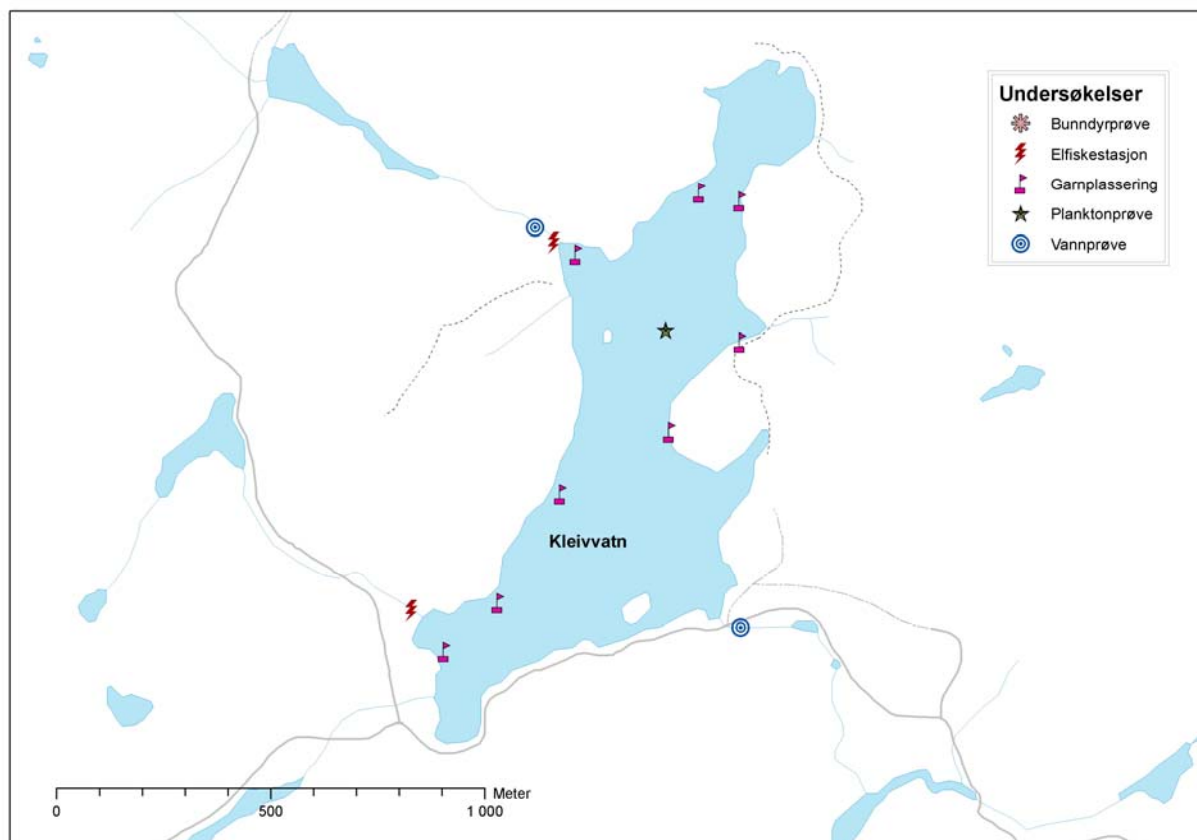 Undersøkelser
Bunndyrprøve
Elfiskestasjon
Garnplassering
Planktonprøve
Vannprøve
Kleivvatn
Meter
0 500 1 000